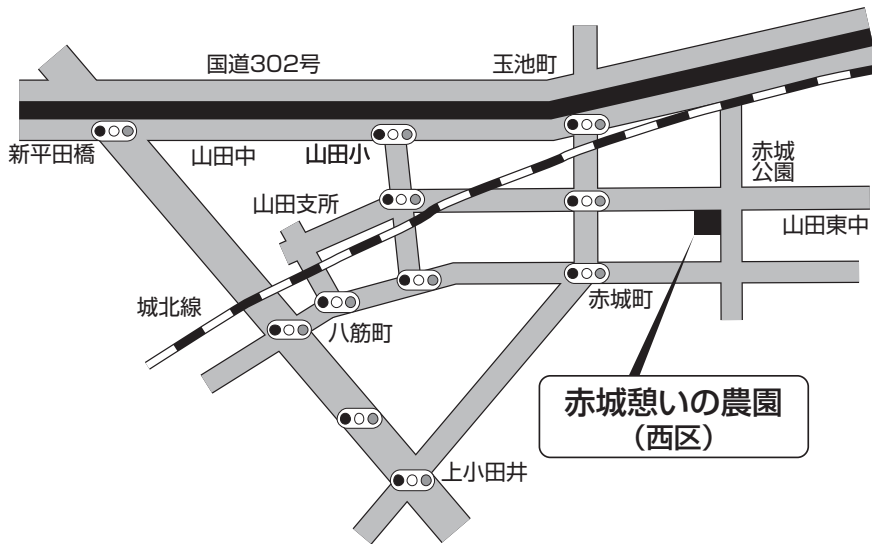 国道302号
玉池町
新平田橋
山田中
山田小
赤城
公園
山田支所
山田東中
城北線
八筋町
赤城町
赤城憩いの農園
(西区)
上小田井